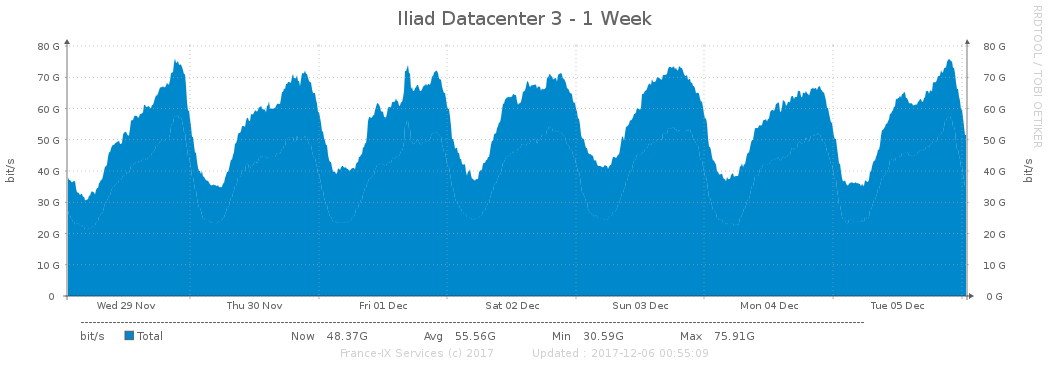 Iliad Datacenter 3 - 1 Week
RRDTOOL / TOBI OETIKER
80 G 80 G
70 G 70 G
60 G 60 G
50 G 50 G
40 G 40 G
30 G 30 G
20 G 20 G
10 G 10 G
0 0 G
bit/s bit/s
Wed 29 Nov Thu 30 Nov Fri 01 Dec Sat 02 Dec Sun 03 Dec Mon 04 Dec Tue 05 Dec
bit/s Total Now 48.37G Avg 55.56G Min 30.59G Max 75.91G
France-IX Services (c) 2017 Updated : 2017-12-06 00:55:09